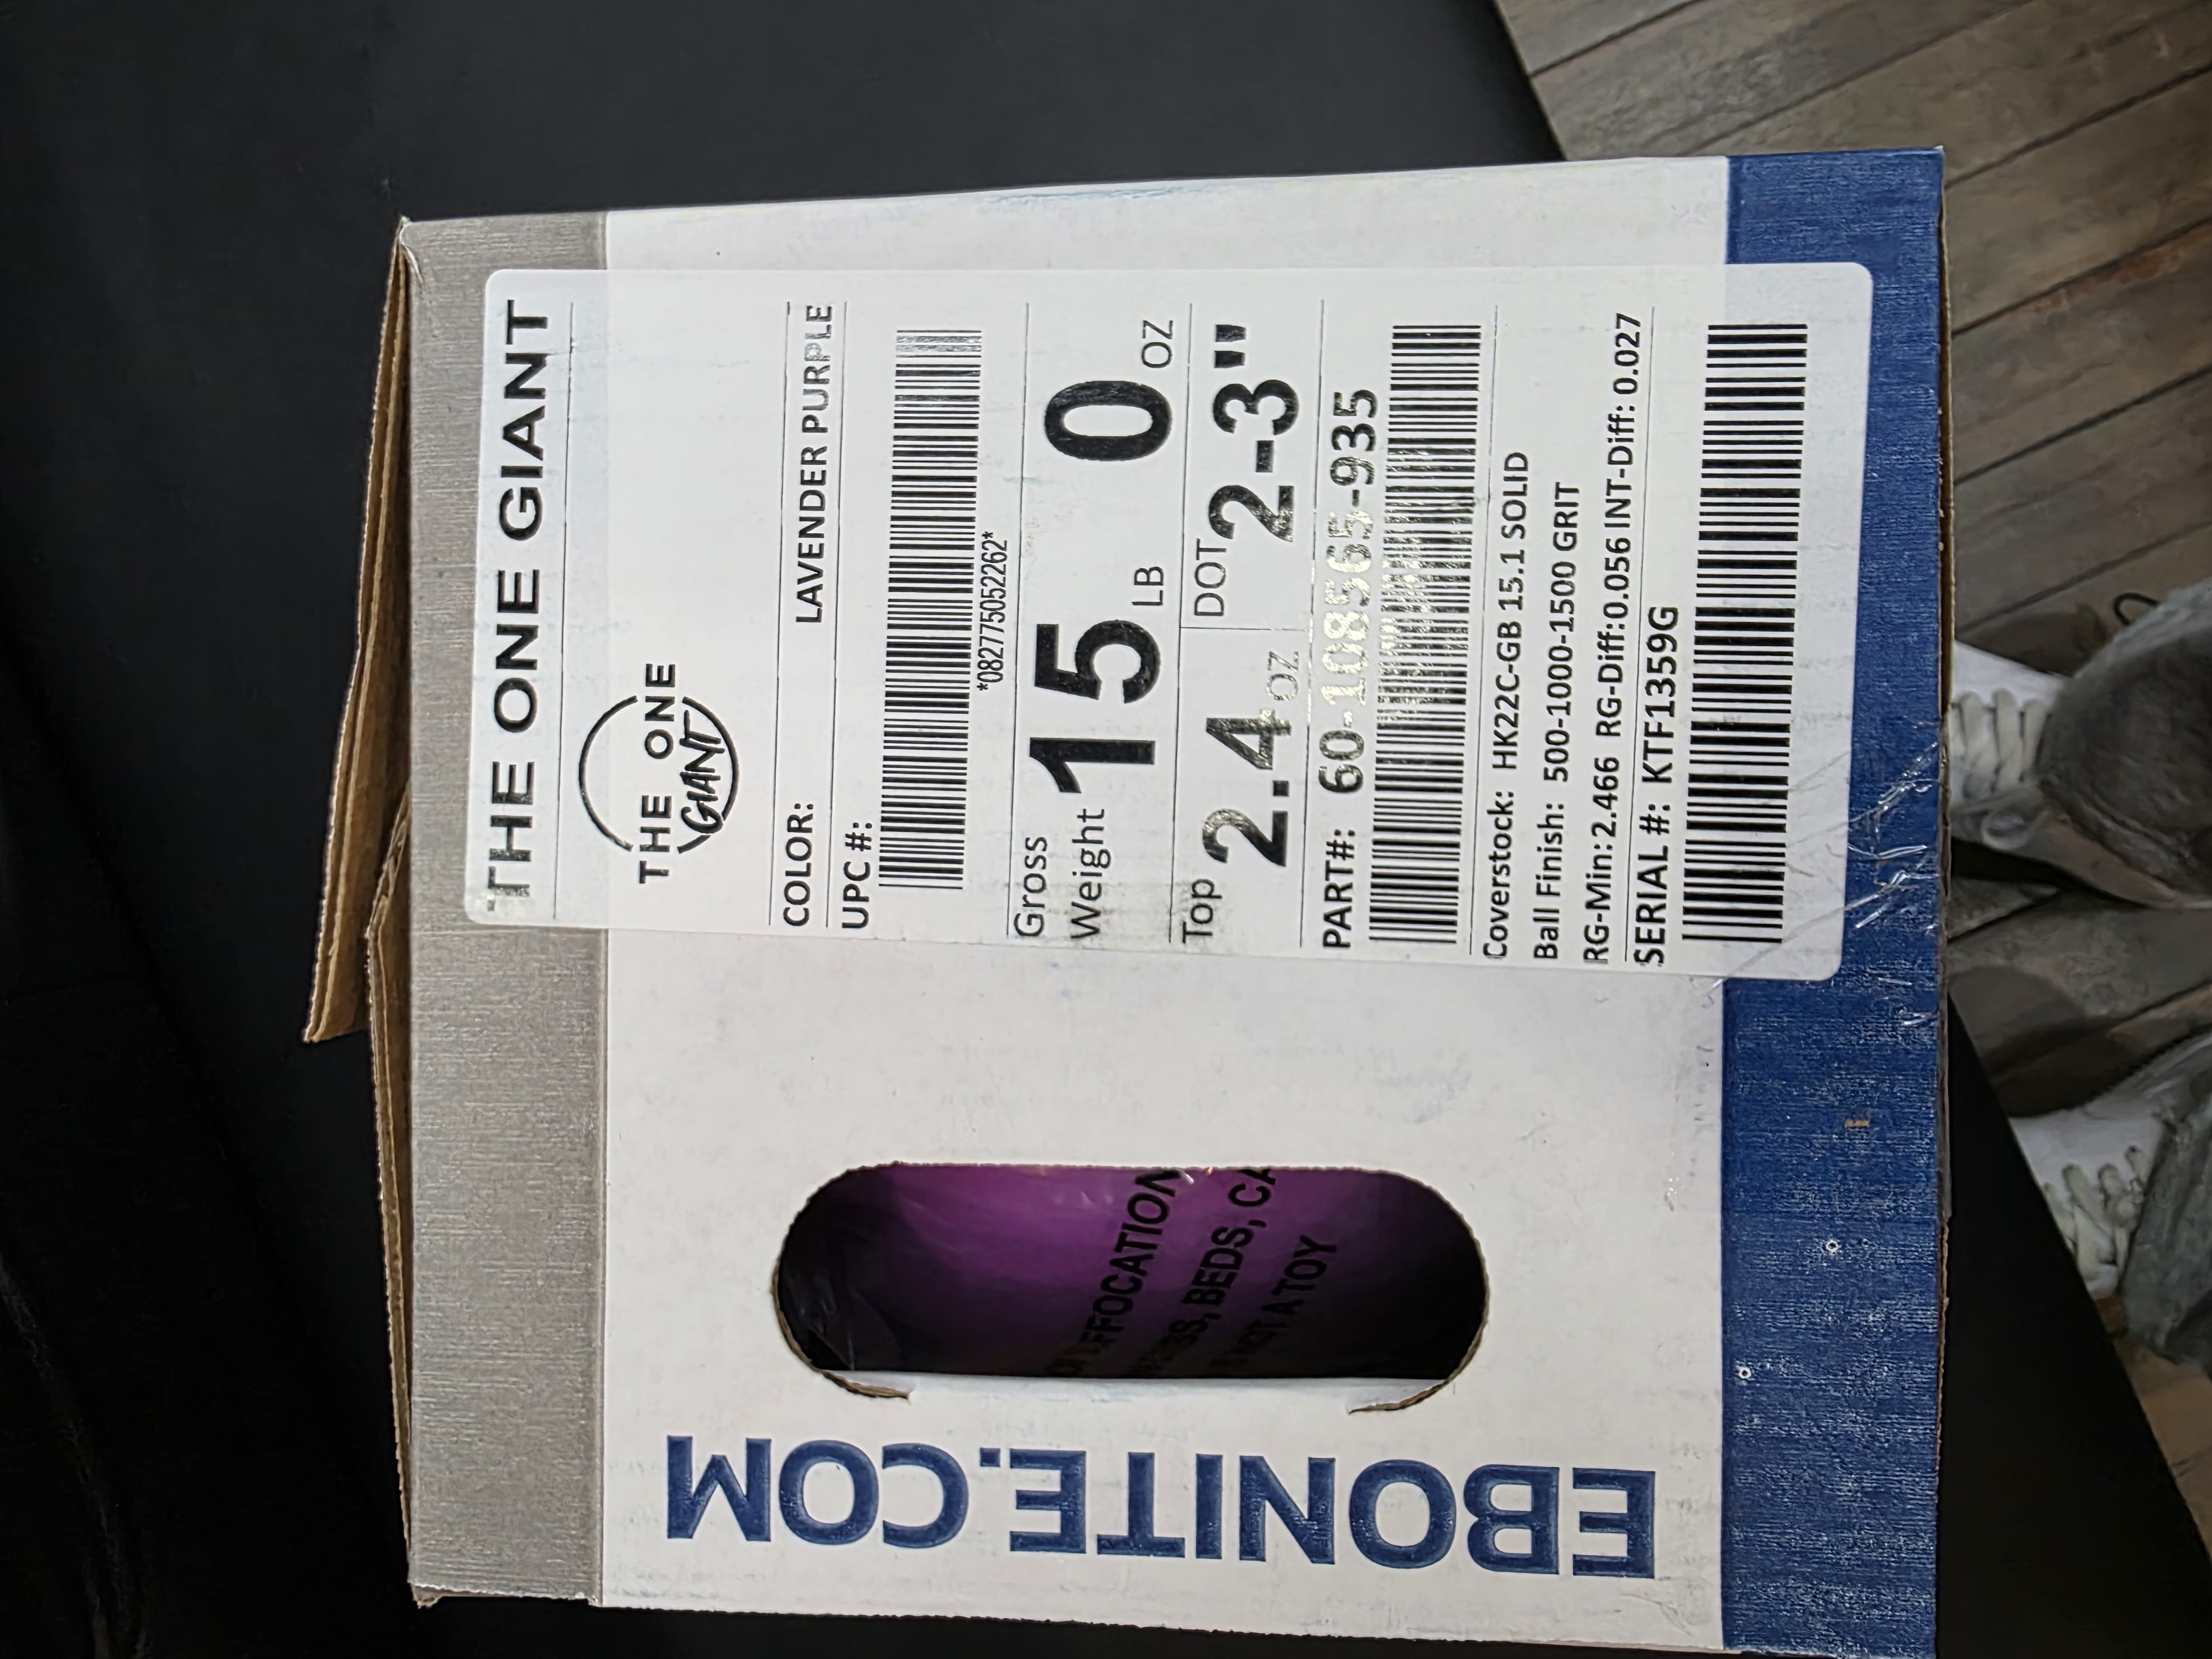 THE ONE GIANT
THE ONE
GIANT
COLOR: LAVENDER PURPLE
UPC #:
*082775052262*
Gross Weight 15 LB 0 OZ
Top 2.4 OZ DOT 2-3"
PART#: 60-108565-935
Coverstock: HK22C-GB 15.1 SOLID
Ball Finish: 500-1000-1500 GRIT
RG-Min:2.466 RG-Diff:0.056 INT-Diff: 0.027
SERIAL #: KTF1359G
EBONITE.COM
BEDS, CA
NOT A TOY